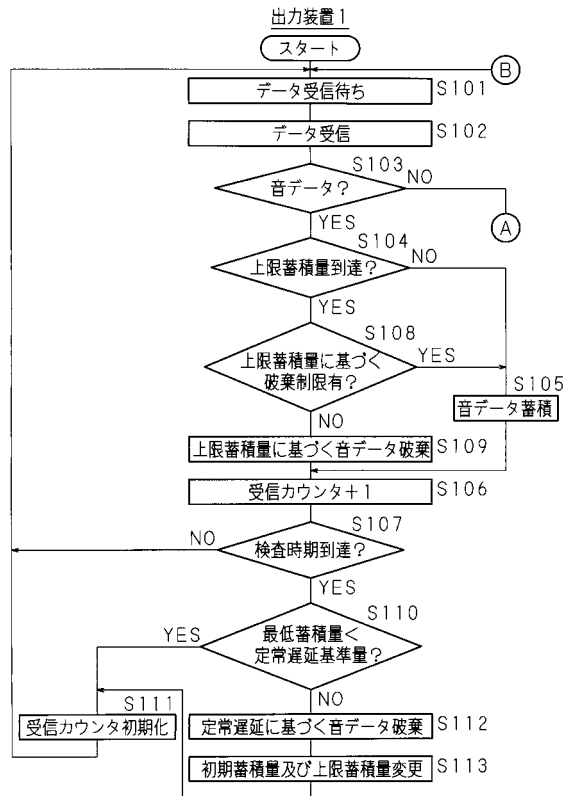 出力装置1
スタート
B
データ受信待ち S101
データ受信 S102
S103
音データ? NO
YES
A
S104
上限蓄積量到達? NO
YES
S108
上限蓄積量に基づく
破棄制限有? YES
S105
音データ蓄積
NO
上限蓄積量に基づく音データ破棄 S109
受信カウンタ+1 S106
S107
NO 検査時期到達?
YES
S110
YES 最低蓄積量<
定常遅延基準量?
NO
S111
受信カウンタ初期化
定常遅延に基づく音データ破棄 S112
初期蓄積量及び上限蓄積量変更 S113